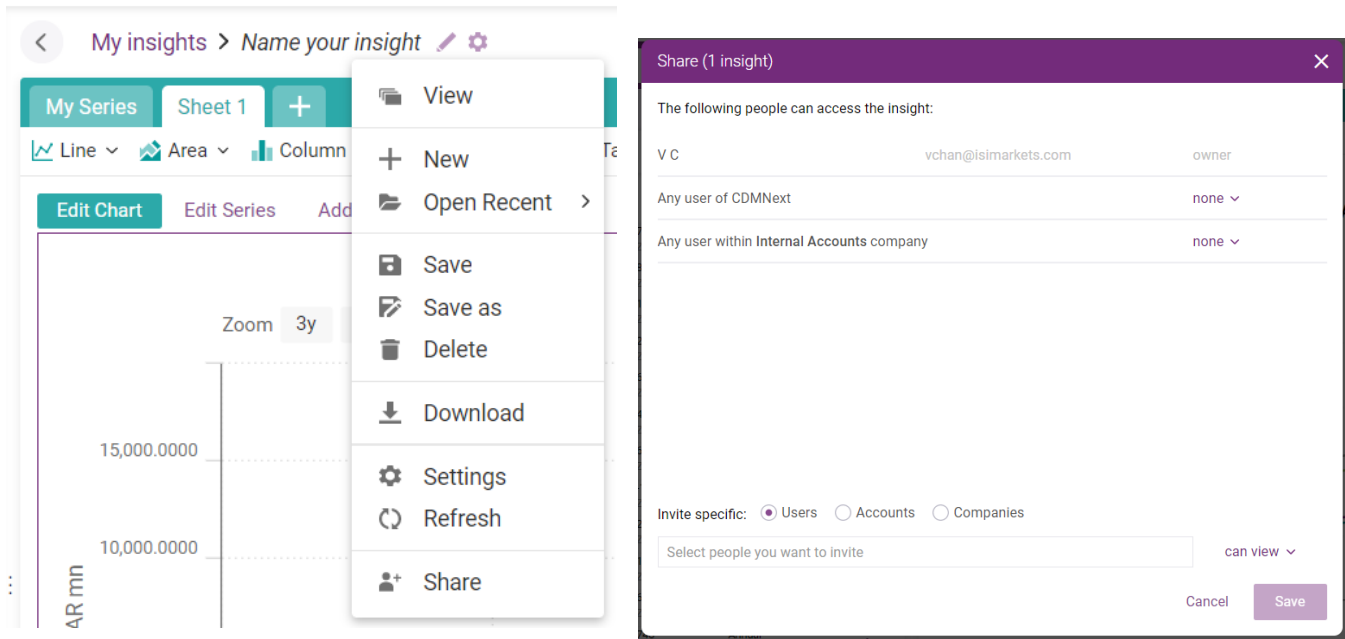 My insights > Name your insight
My Series
Sheet 1
+
Line
Area
Column
Edit Chart
Edit Series
Add
Zoom
3y
15,000.0000
10,000.0000
AR mn
View
New
Open Recent
Save
Save as
Delete
Download
Settings
Refresh
Share
Share (1 insight)
The following people can access the insight:
V C vchan@isimarkets.com owner
Any user of CDMNext none
Any user within Internal Accounts company none
Invite specific: Users Accounts Companies
Select people you want to invite can view
Cancel Save